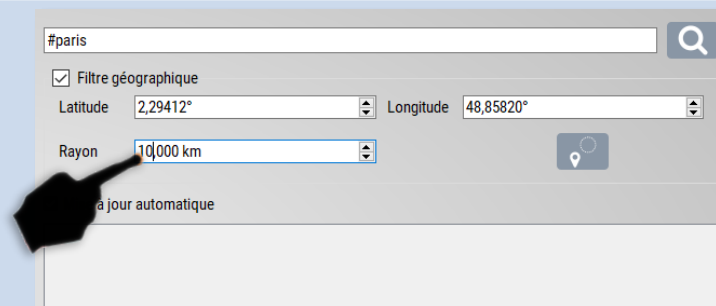 #paris
Filtre géographique
Latitude 2,29412° Longitude 48,85820°
Rayon 10,000 km
à jour automatique